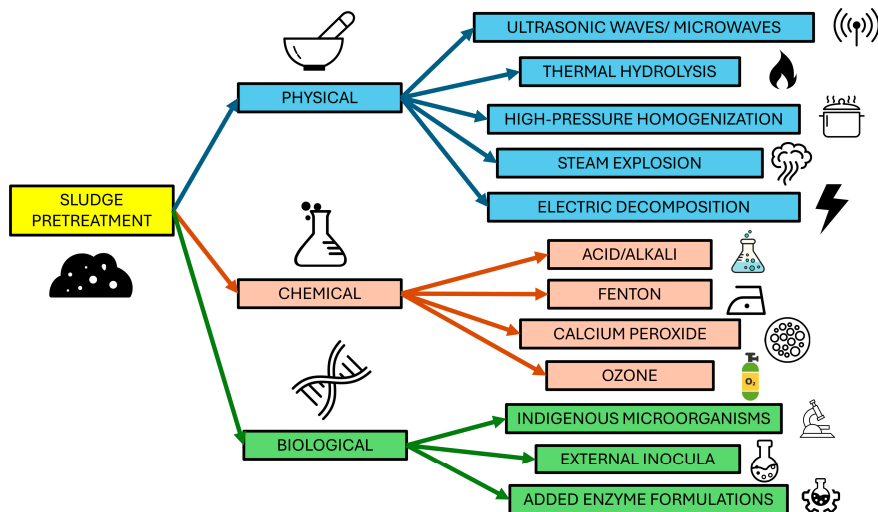 ULTRASONIC WAVES/ MICROWAVES
THERMAL HYDROLYSIS
PHYSICAL
HIGH-PRESSURE HOMOGENIZATION
STEAM EXPLOSION
ELECTRIC DECOMPOSITION
SLUDGE
PRETREATMENT
ACID/ALKALI
CHEMICAL
FENTON
CALCIUM PEROXIDE
OZONE
O₂
INDIGENOUS MICROORGANISMS
BIOLOGICAL
EXTERNAL INOCULA
ADDED ENZYME FORMULATIONS